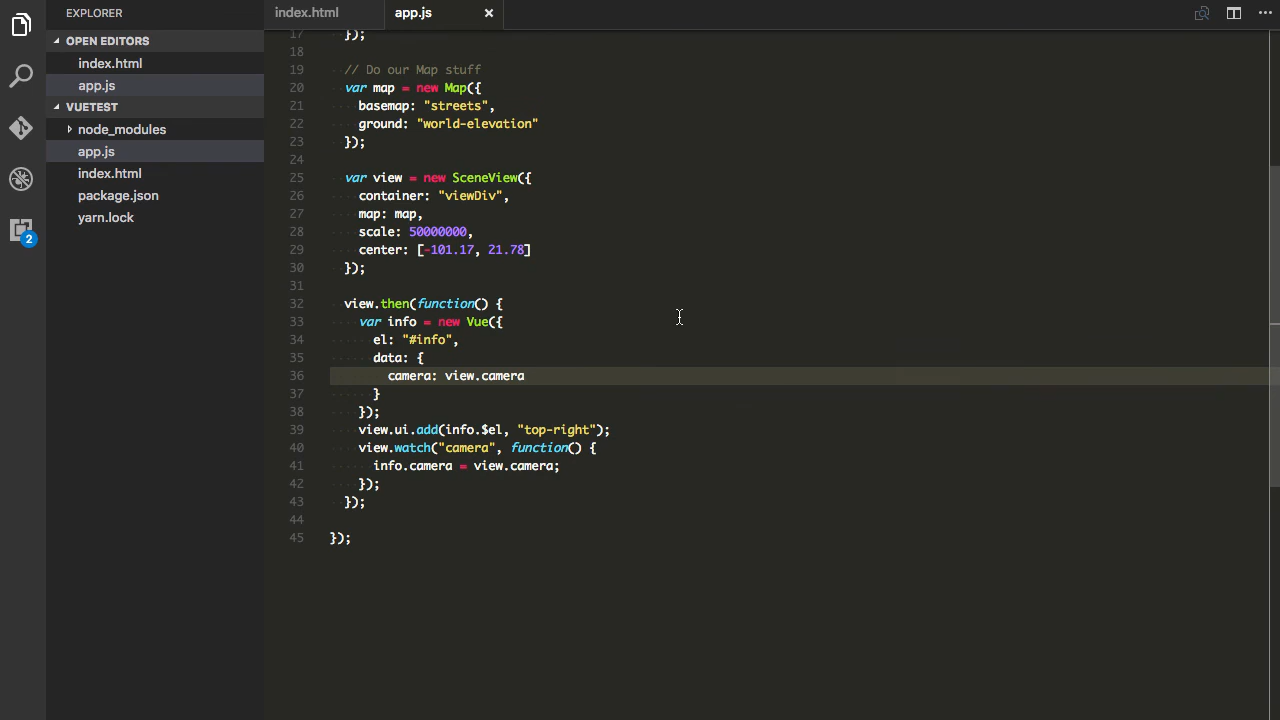 EXPLORER
OPEN EDITORS
index.html
app.js
VUETEST
node_modules
app.js
index.html
package.json
yarn.lock
2
index.html
app.js
17 });
18
19 // Do our Map stuff
20 var map = new Map({
21 basemap: "streets",
22 ground: "world-elevation"
23 });
24
25 var view = new SceneView({
26 container: "viewDiv",
27 map: map,
28 scale: 50000000,
29 center: [-101.17, 21.78]
30 });
31
32 view.then(function() {
33 var info = new Vue({
34 el: "#info",
35 data: {
36 camera: view.camera
37 }
38 });
39 view.ui.add(info.$el, "top-right");
40 view.watch("camera", function() {
41 info.camera = view.camera;
42 });
43 });
44
45 });